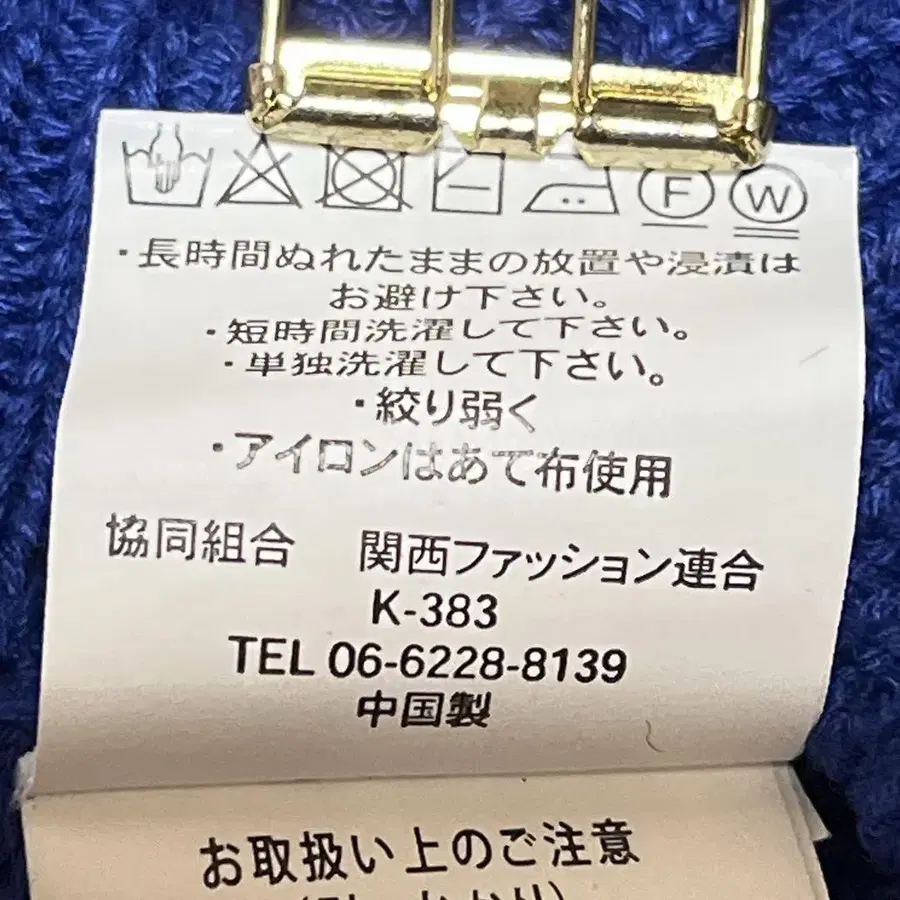 F W
・長時間ぬれたままの放置や浸漬は
お避け下さい。
・短時間洗濯して下さい。
・単独洗濯して下さい。
・絞り弱く
・アイロンはあて布使用
協同組合 関西ファッション連合
K-383
TEL 06-6228-8139
中国製
お取扱い上のご注意